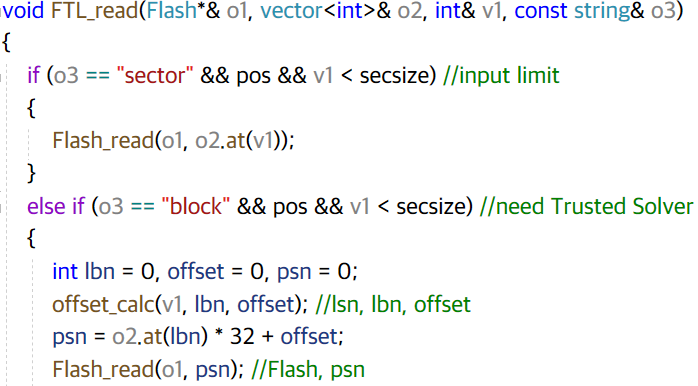 void FTL_read(Flash*& o1, vector<int>& o2, int& v1, const string& o3)
{
if (o3 == "sector" && pos && v1 < secsize) //input limit
{
Flash_read(o1, o2.at(v1));
}
else if (o3 == "block" && pos && v1 < secsize) //need Trusted Solver
{
int lbn = 0, offset = 0, psn = 0;
offset_calc(v1, lbn, offset); //lsn, lbn, offset
psn = o2.at(lbn) * 32 + offset;
Flash_read(o1, psn); //Flash, psn